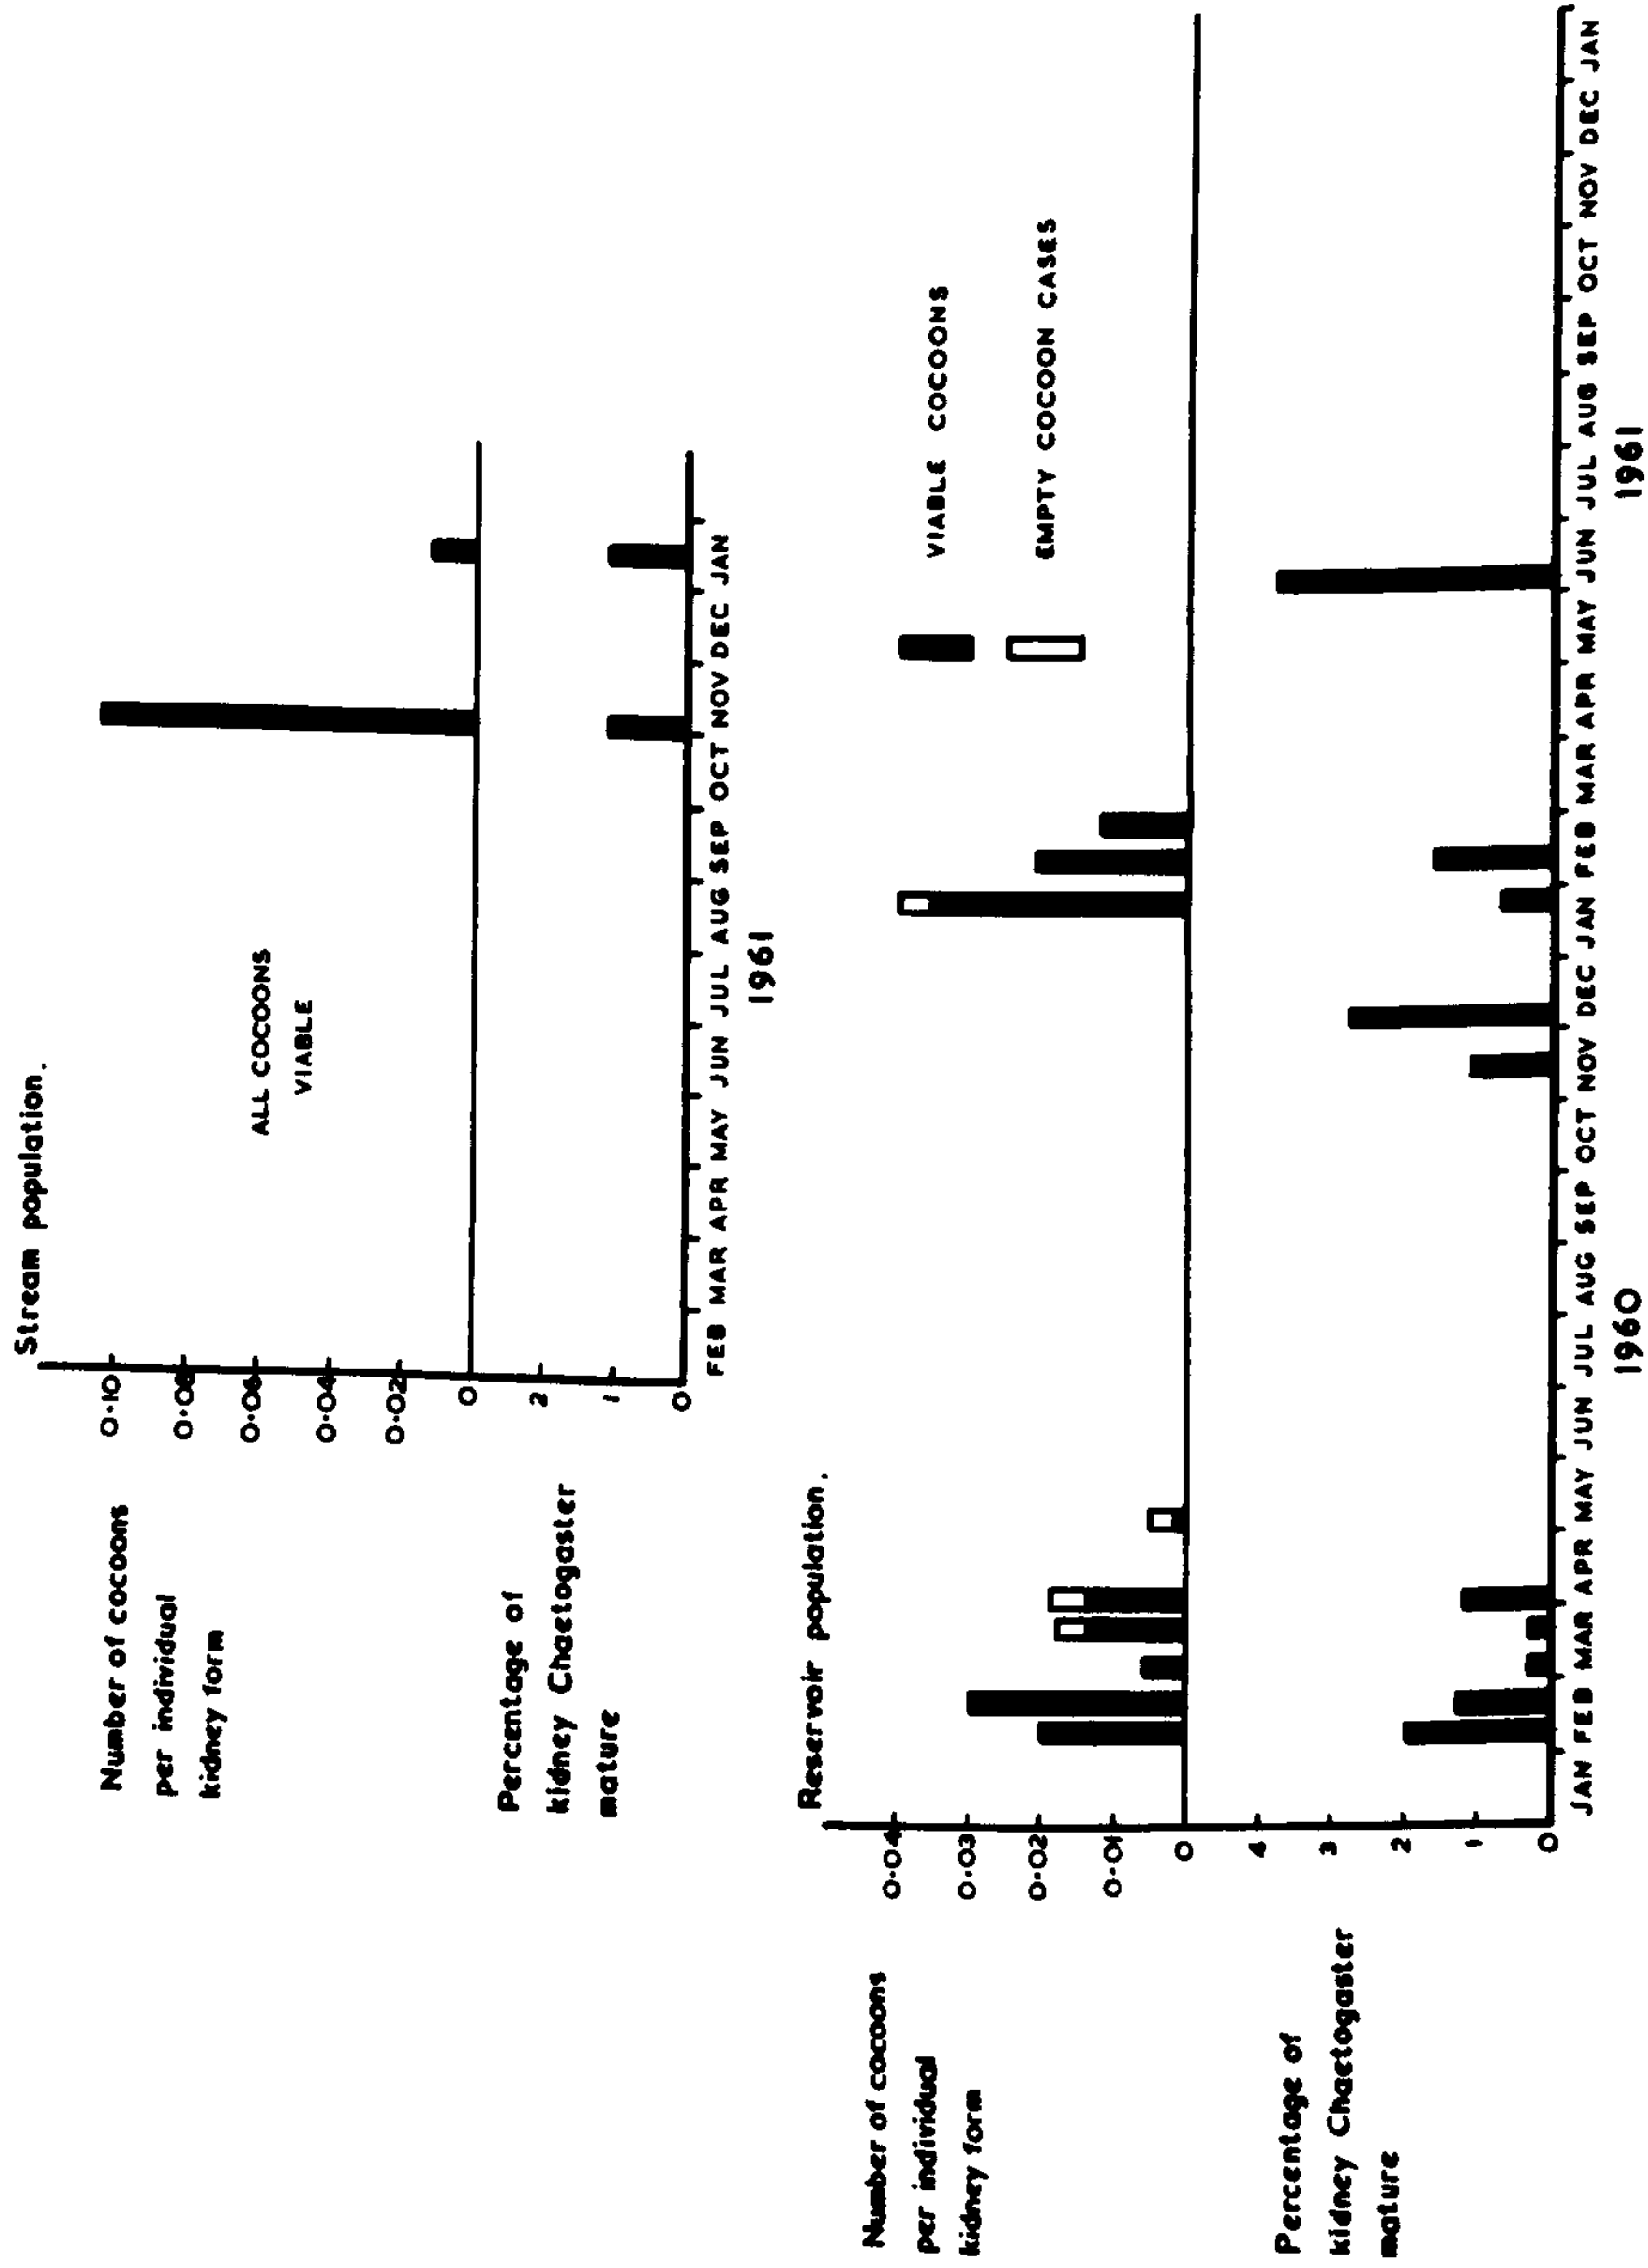 Stream population.
Number of cocoons
per individual
kidney form
0·10
0·08
0·06
0·04
0·02
0
ALL COCOONS
VIABLE
Percentage of
kidney Chaetogaster
mature
2
1
0
FEB MAR APR MAY JUN JUL AUG SEP OCT NOV DEC JAN
1961
Reservoir population.
Number of cocoons
per individual
kidney form
0·04
0·03
0·02
0·01
0
VIABLE COCOONS
EMPTY COCOON CASES
Percentage of
kidney Chaetogaster
mature
4
3
2
1
0
JAN FEB MAR APR MAY JUN JUL AUG SEP OCT NOV DEC JAN FEB MAR APR MAY JUN JUL AUG SEP OCT NOV DEC JAN
1960 1961